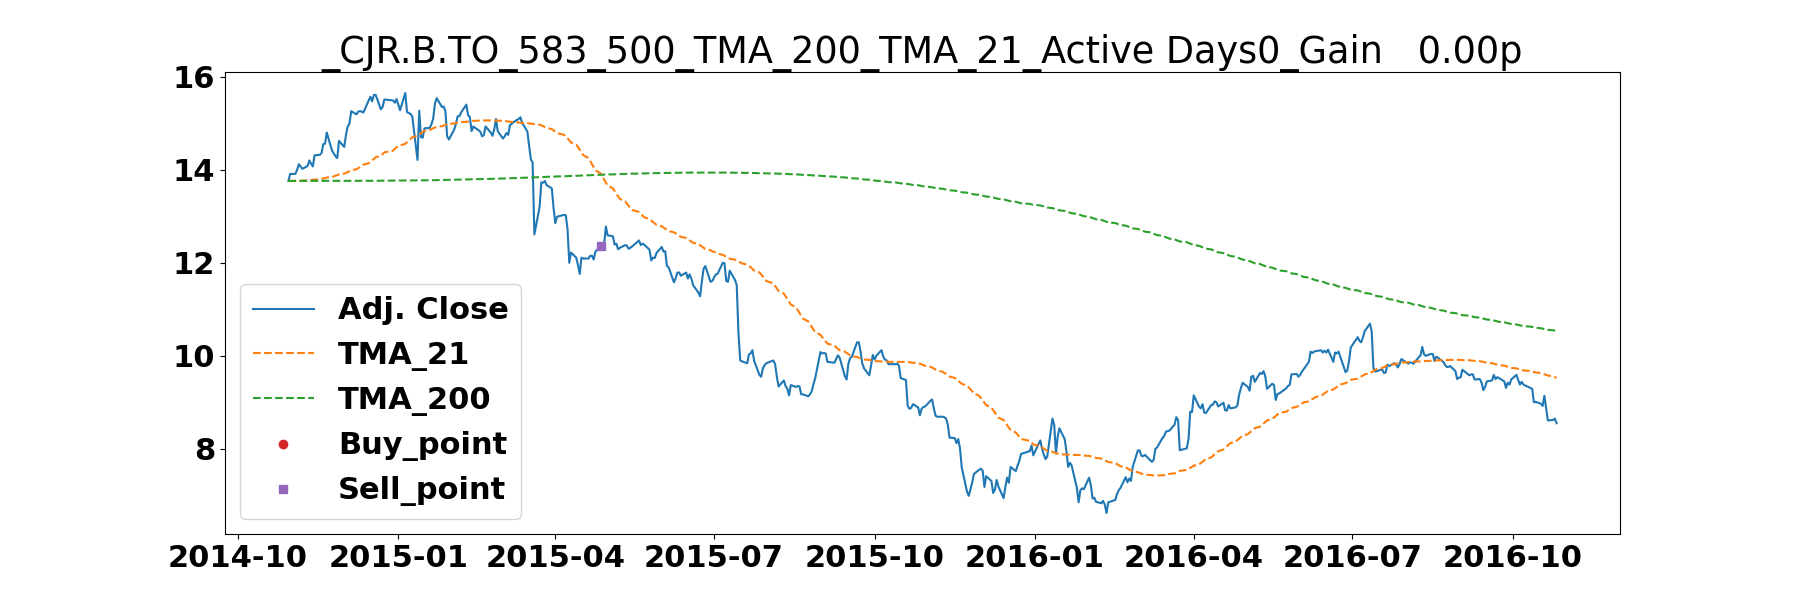 _CJR.B.TO_583_500_TMA_200_TMA_21_Active Days0_Gain   0.00p
16
14
12
10
8
Adj. Close
TMA_21
TMA_200
Buy_point
Sell_point
2014-10 2015-01 2015-04 2015-07 2015-10 2016-01 2016-04 2016-07 2016-10